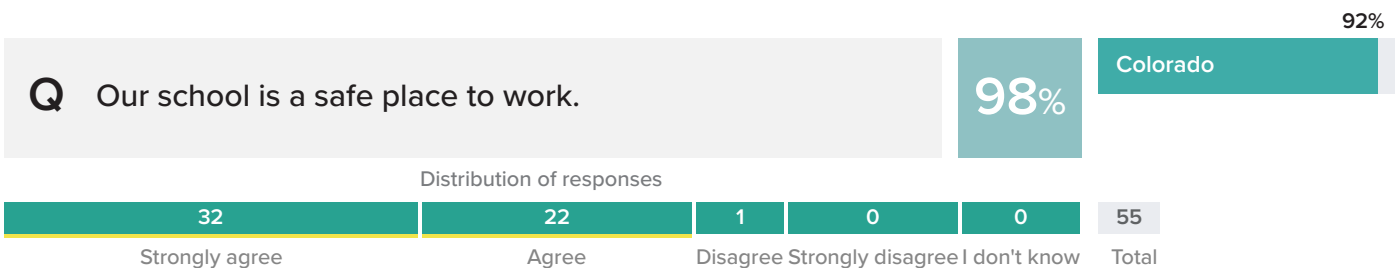 92%
Q Our school is a safe place to work.
98%
Colorado
Distribution of responses
32 22 1 0 0 55
Strongly agree Agree Disagree Strongly disagree I don't know Total